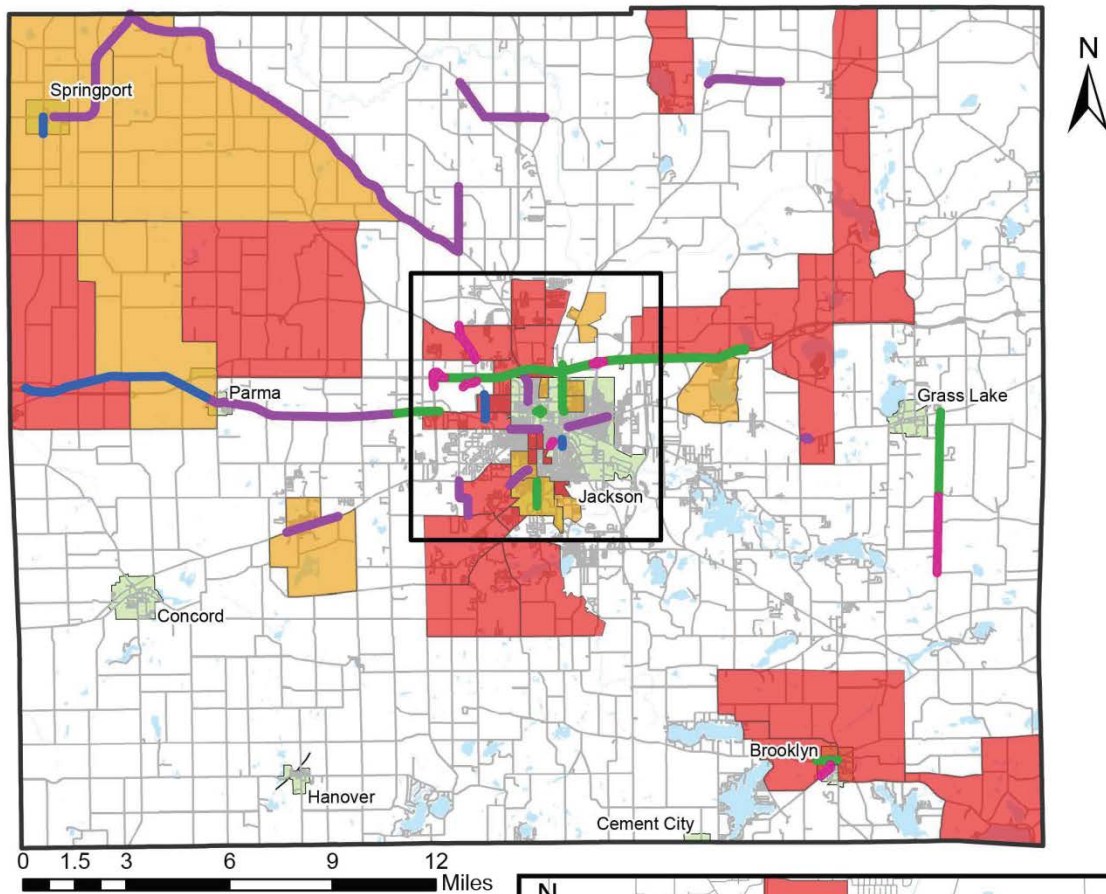 N
Springport
Parma
Grass Lake
Jackson
Concord
Brooklyn
Hanover
Cement City
0 1.5 3 6 9 12
Miles
N